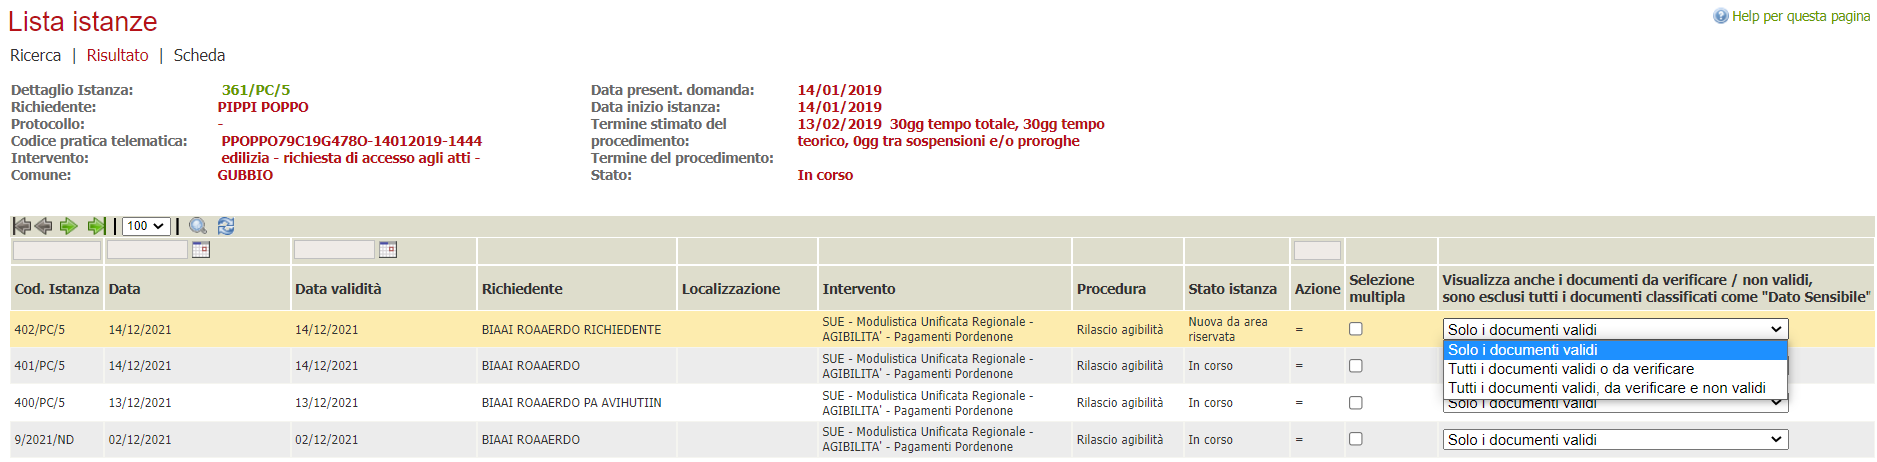 Lista istanze
Help per questa pagina
Ricerca | Risultato | Scheda
Dettaglio Istanza: 361/PC/5
Richiedente: PIPPI POPPO
Protocollo: -
Codice pratica telematica: PPOPPO79C19G478O-14012019-1444
Intervento: edilizia - richiesta di accesso agli atti -
Comune: GUBBIO
Data present. domanda: 14/01/2019
Data inizio istanza: 14/01/2019
Termine stimato del procedimento: 13/02/2019 30gg tempo totale, 30gg tempo
teorico, 0gg tra sospensioni e/o proroghe
Termine del procedimento:
Stato: In corso
100
Cod. Istanza Data Data validità Richiedente Localizzazione Intervento Procedura Stato istanza Azione Selezione multipla Visualizza anche i documenti da verificare / non validi,
sono esclusi tutti i documenti classificati come "Dato Sensibile"
402/PC/5 14/12/2021 14/12/2021 BIAAI ROAAERDO RICHIEDENTE SUE - Modulistica Unificata Regionale -
AGIBILITA' - Pagamenti Pordenone Rilascio agibilità Nuova da area
riservata = Solo i documenti validi
Solo i documenti validi
Tutti i documenti validi o da verificare
Tutti i documenti validi, da verificare e non validi
401/PC/5 14/12/2021 14/12/2021 BIAAI ROAAERDO SUE - Modulistica Unificata Regionale -
AGIBILITA' - Pagamenti Pordenone Rilascio agibilità In corso =
400/PC/5 13/12/2021 13/12/2021 BIAAI ROAAERDO PA AVIHUTIIN SUE - Modulistica Unificata Regionale -
AGIBILITA' - Pagamenti Pordenone Rilascio agibilità In corso = Solo i documenti validi
9/2021/ND 02/12/2021 02/12/2021 BIAAI ROAAERDO SUE - Modulistica Unificata Regionale -
AGIBILITA' - Pagamenti Pordenone Rilascio agibilità In corso = Solo i documenti validi